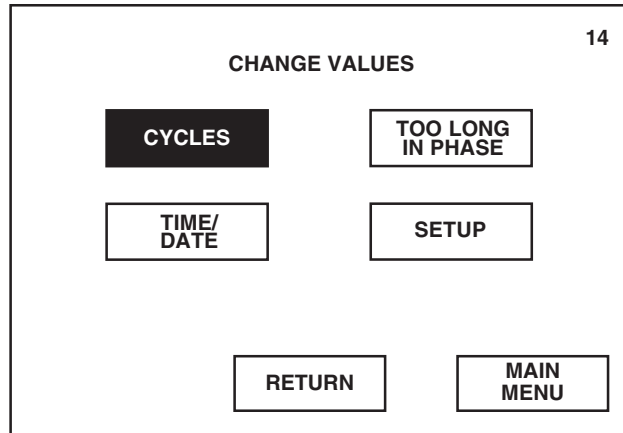 14
CHANGE VALUES
CYCLES
TOO LONG
IN PHASE
TIME/
DATE
SETUP
RETURN
MAIN
MENU